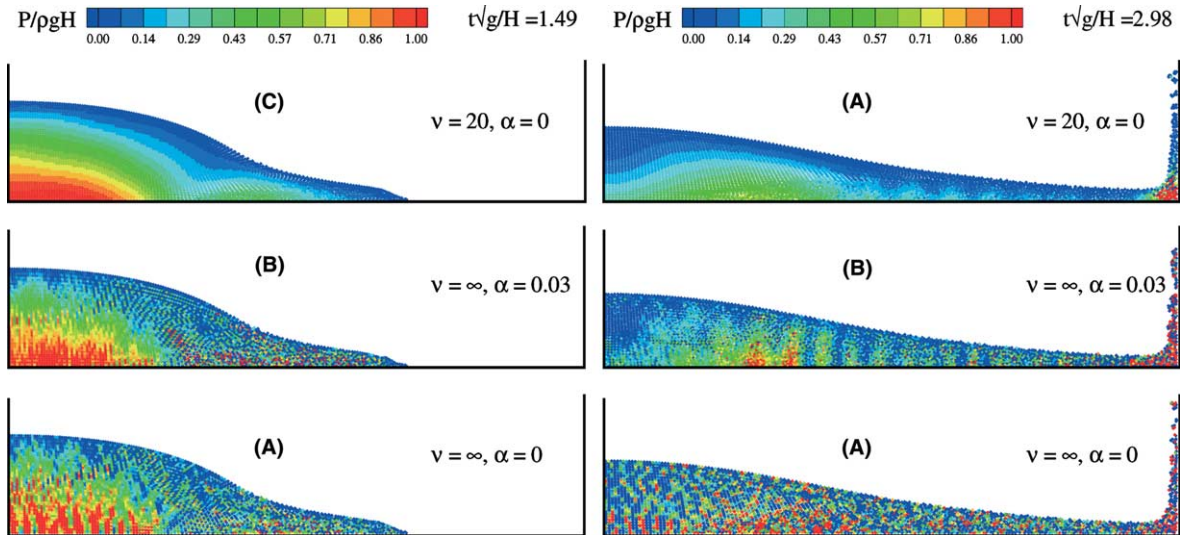 P/ρgH 0.00 0.14 0.29 0.43 0.57 0.71 0.86 1.00 t√g/H=1.49
P/ρgH 0.00 0.14 0.29 0.43 0.57 0.71 0.86 1.00 t√g/H=2.98
(C) ν = 20, α = 0
(A) ν = 20, α = 0
(B) ν = ∞, α = 0.03
(B) ν = ∞, α = 0.03
(A) ν = ∞, α = 0
(A) ν = ∞, α = 0